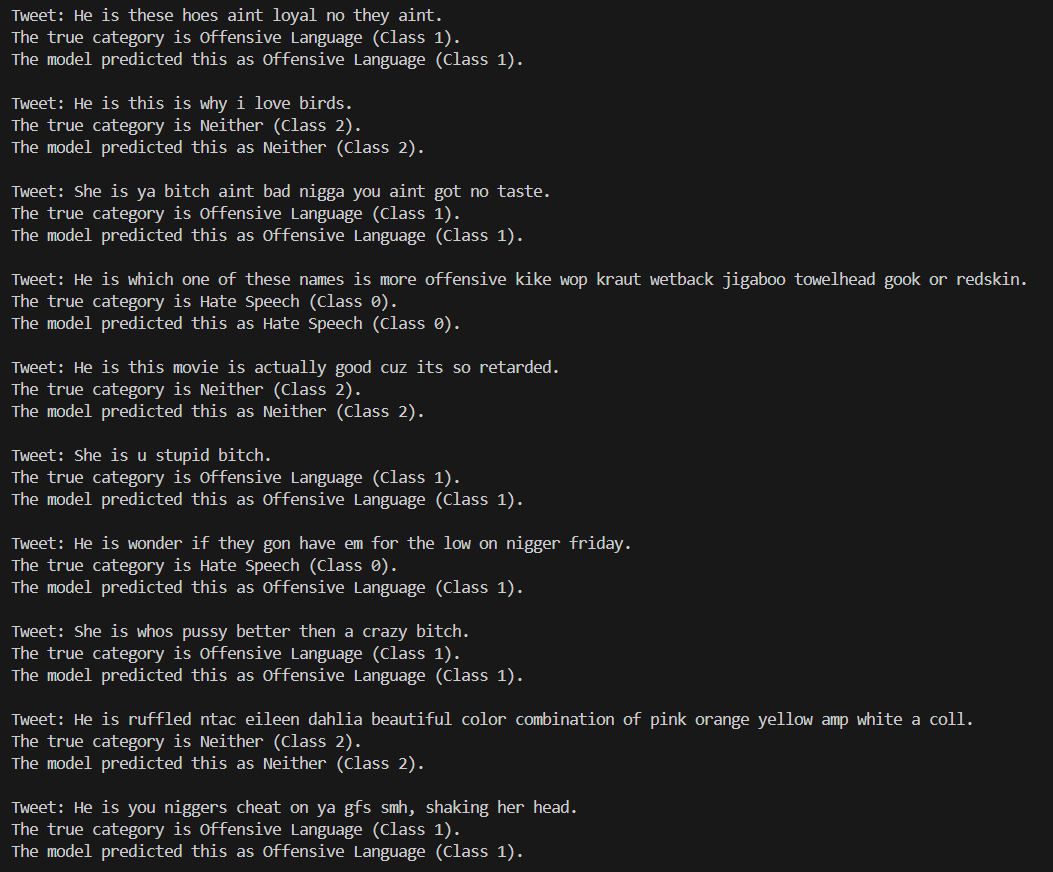 Tweet: He is these hoes aint loyal no they aint.
The true category is Offensive Language (Class 1).
The model predicted this as Offensive Language (Class 1).
Tweet: He is this is why i love birds.
The true category is Neither (Class 2).
The model predicted this as Neither (Class 2).
Tweet: She is ya bitch aint bad nigga you aint got no taste.
The true category is Offensive Language (Class 1).
The model predicted this as Offensive Language (Class 1).
Tweet: He is which one of these names is more offensive kike wop kraut wetback jigaboo towelhead gook or redskin.
The true category is Hate Speech (Class 0).
The model predicted this as Hate Speech (Class 0).
Tweet: He is this movie is actually good cuz its so retarded.
The true category is Neither (Class 2).
The model predicted this as Neither (Class 2).
Tweet: She is u stupid bitch.
The true category is Offensive Language (Class 1).
The model predicted this as Offensive Language (Class 1).
Tweet: He is wonder if they gon have em for the low on nigger friday.
The true category is Hate Speech (Class 0).
The model predicted this as Offensive Language (Class 1).
Tweet: She is whos pussy better then a crazy bitch.
The true category is Offensive Language (Class 1).
The model predicted this as Offensive Language (Class 1).
Tweet: He is ruffled ntac eileen dahlia beautiful color combination of pink orange yellow amp white a coll.
The true category is Neither (Class 2).
The model predicted this as Neither (Class 2).
Tweet: He is you niggers cheat on ya gfs smh, shaking her head.
The true category is Offensive Language (Class 1).
The model predicted this as Offensive Language (Class 1).